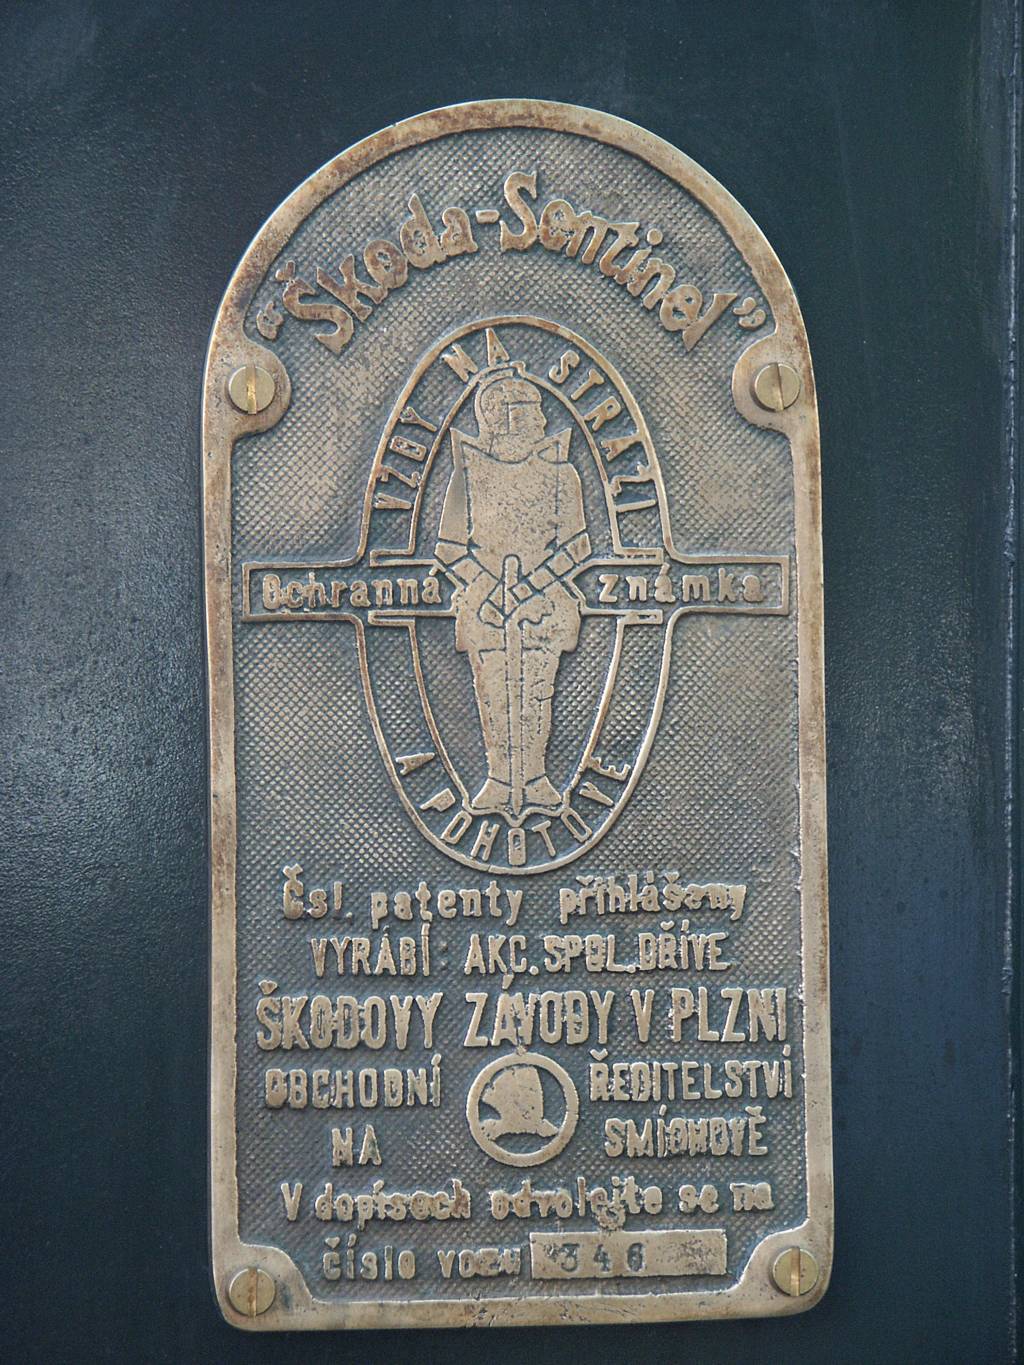 "Škoda-Sentinel"
VŽDY NA STRÁŽI
Ochranná známka
A POHOTOVĚ
Čsl. patenty přihlášeny
VYRÁBÍ: AKC. SPOL. DŘÍVE
ŠKODOVY ZÁVODY V PLZNI
OBCHODNÍ ŘEDITELSTVÍ
NA SMÍCHOVĚ
V dopisech odvolejte se na
číslo vozu 346